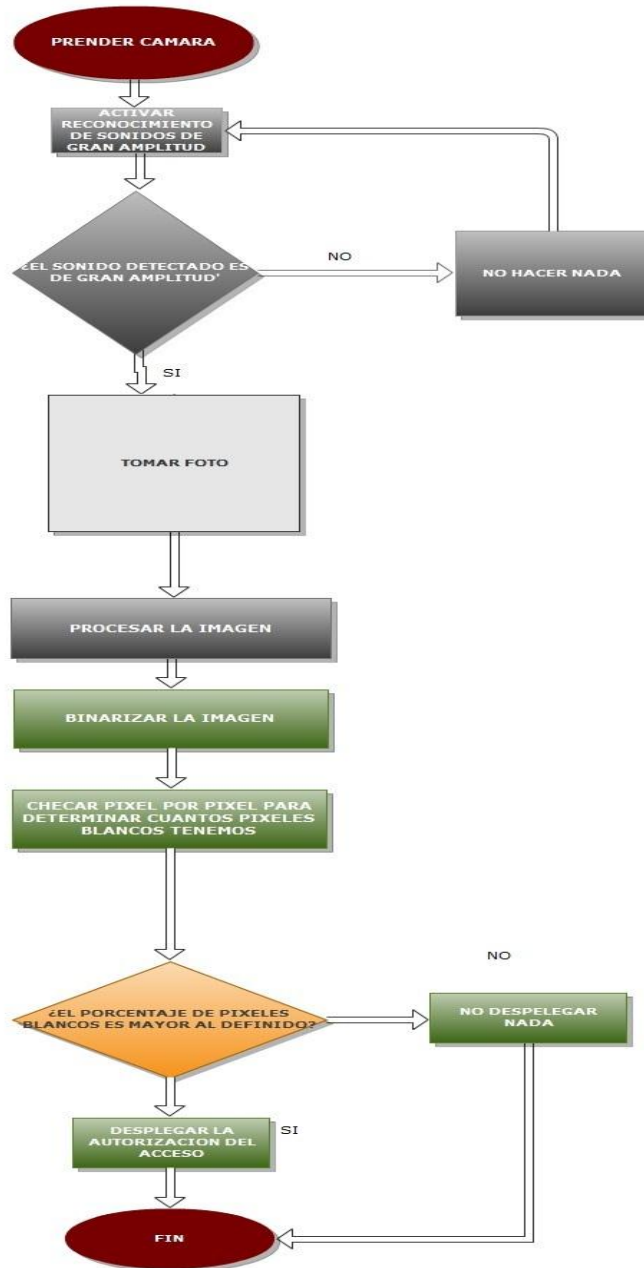 PRENDER CAMARA
ACTIVAR
RECONOCIMIENTO
DE SONIDOS DE
GRAN AMPLITUD
¿EL SONIDO DETECTADO ES
DE GRAN AMPLITUD'
NO
NO HACER NADA
SI
TOMAR FOTO
PROCESAR LA IMAGEN
BINARIZAR LA IMAGEN
CHECAR PIXEL POR PIXEL PARA
DETERMINAR CUANTOS PIXELES
BLANCOS TENEMOS
¿EL PORCENTAJE DE PIXELES
BLANCOS ES MAYOR AL DEFINIDO?
NO
NO DESPELEGAR
NADA
DESPLEGAR LA
AUTORIZACION DEL
ACCESO
SI
FIN